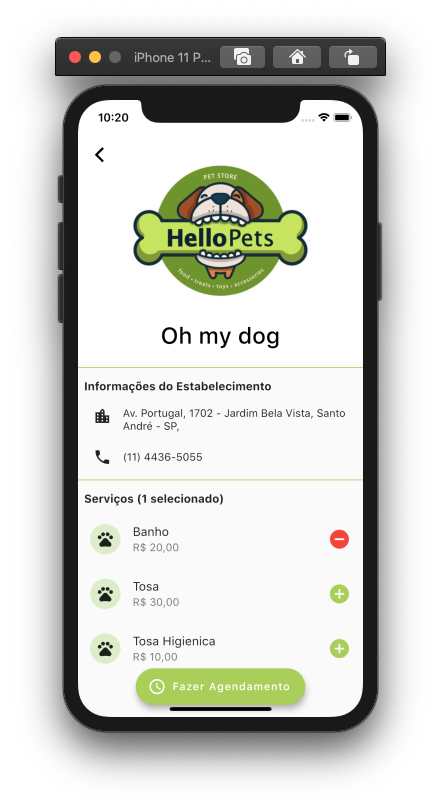 iPhone 11 P...
10:20
PET STORE
HelloPets
food • treats • toys • accessories
Oh my dog
Informações do Estabelecimento
Av. Portugal, 1702 - Jardim Bela Vista, Santo
André - SP,
(11) 4436-5055
Serviços (1 selecionado)
Banho
R$ 20,00
Tosa
R$ 30,00
Tosa Higienica
R$ 10,00
Fazer Agendamento